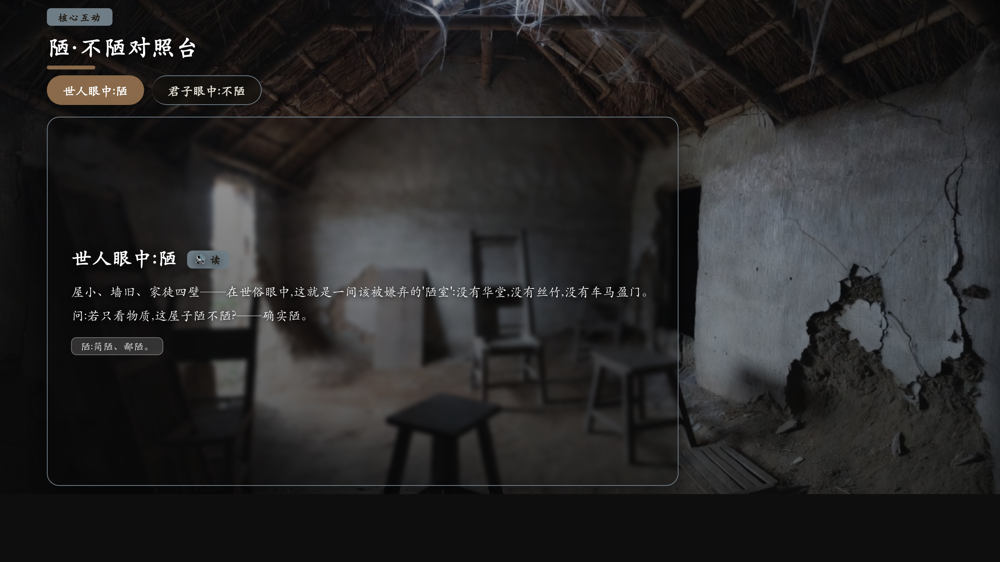 核心互动
陋·不陋对照台
世人眼中:陋
君子眼中:不陋
世人眼中:陋
读
屋小、墙旧、家徒四壁——在世俗眼中,这就是一间该被嫌弃的'陋室':没有华堂,没有丝竹,没有车马盈门。
问:若只看物质,这屋子陋不陋?——确实陋。
陋:简陋、鄙陋。